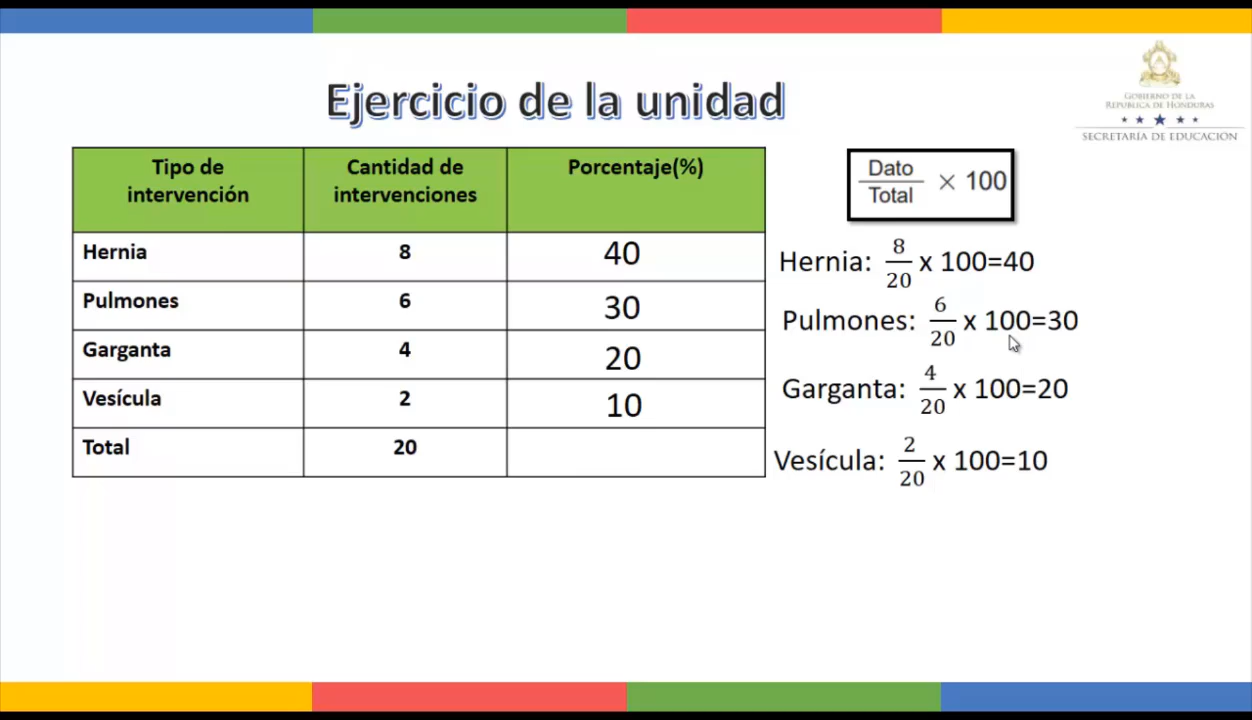 Ejercicio de la unidad
GOBIERNO DE LA
REPÚBLICA DE HONDURAS
SECRETARÍA DE EDUCACIÓN
Tipo de intervención | Cantidad de intervenciones | Porcentaje(%)
Hernia | 8 | 40
Pulmones | 6 | 30
Garganta | 4 | 20
Vesícula | 2 | 10
Total | 20
Dato/Total × 100
Hernia: 8/20 x 100=40
Pulmones: 6/20 x 100=30
Garganta: 4/20 x 100=20
Vesícula: 2/20 x 100=10